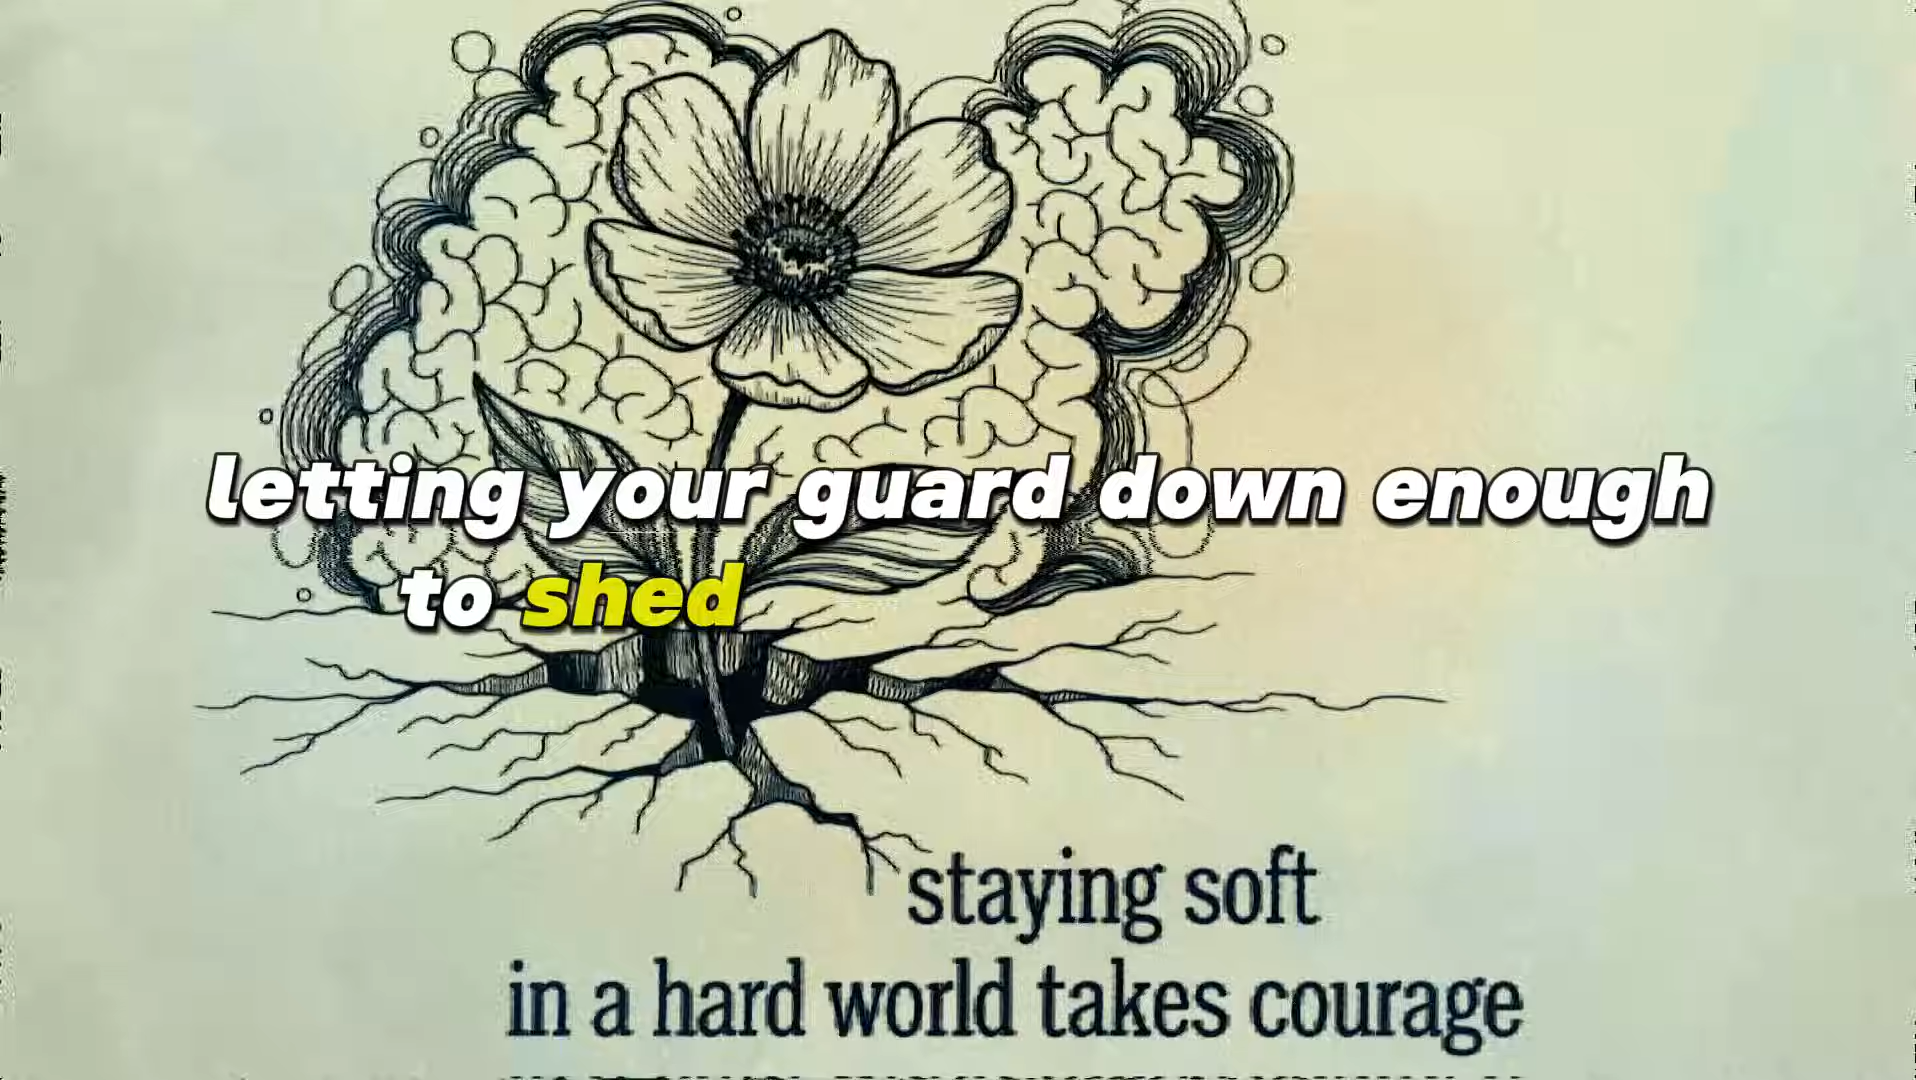 letting your guard down enough
to shed
staying soft
in a hard world takes courage